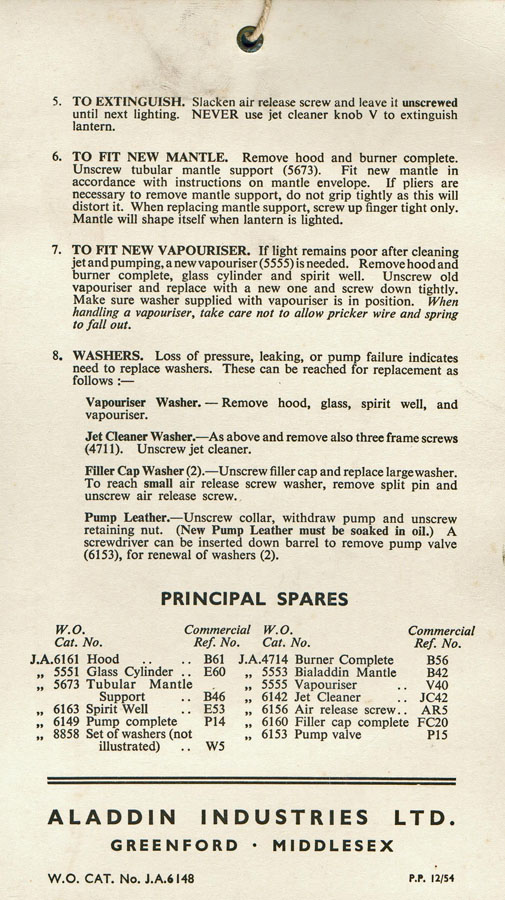 5. TO EXTINGUISH. Slacken air release screw and leave it unscrewed
until next lighting. NEVER use jet cleaner knob V to extinguish
lantern.
6. TO FIT NEW MANTLE. Remove hood and burner complete.
Unscrew tubular mantle support (5673). Fit new mantle in
accordance with instructions on mantle envelope. If pliers are
necessary to remove mantle support, do not grip tightly as this will
distort it. When replacing mantle support, screw up finger tight only.
Mantle will shape itself when lantern is lighted.
7. TO FIT NEW VAPOURISER. If light remains poor after cleaning
jet and pumping, a new vapouriser (5555) is needed. Remove hood and
burner complete, glass cylinder and spirit well. Unscrew old
vapouriser and replace with a new one and screw down tightly.
Make sure washer supplied with vapouriser is in position. When
handling a vapouriser, take care not to allow pricker wire and spring
to fall out.
8. WASHERS. Loss of pressure, leaking, or pump failure indicates
need to replace washers. These can be reached for replacement as
follows :—
Vapouriser Washer. — Remove hood, glass, spirit well, and
vapouriser.
Jet Cleaner Washer.—As above and remove also three frame screws
(4711). Unscrew jet cleaner.
Filler Cap Washer (2).—Unscrew filler cap and replace large washer.
To reach small air release screw washer, remove split pin and
unscrew air release screw.
Pump Leather.—Unscrew collar, withdraw pump and unscrew
retaining nut. (New Pump Leather must be soaked in oil.) A
screwdriver can be inserted down barrel to remove pump valve
(6153), for renewal of washers (2).
PRINCIPAL SPARES
W.O. Commercial W.O. Commercial
Cat. No. Ref. No. Cat. No. Ref. No.
J.A.6161 Hood .. .. B61 J.A.4714 Burner Complete B56
„ 5551 Glass Cylinder .. E60 „ 5553 Bialaddin Mantle B42
„ 5673 Tubular Mantle „ 5555 Vapouriser .. V40
Support .. B46 „ 6142 Jet Cleaner .. JC42
„ 6163 Spirit Well .. E53 „ 6156 Air release screw.. AR5
„ 6149 Pump complete P14 „ 6160 Filler cap complete FC20
„ 8858 Set of washers (not „ 6153 Pump valve P15
illustrated) .. W5
ALADDIN INDUSTRIES LTD.
GREENFORD · MIDDLESEX
W.O. CAT. No. J.A.6148 P.P. 12/54